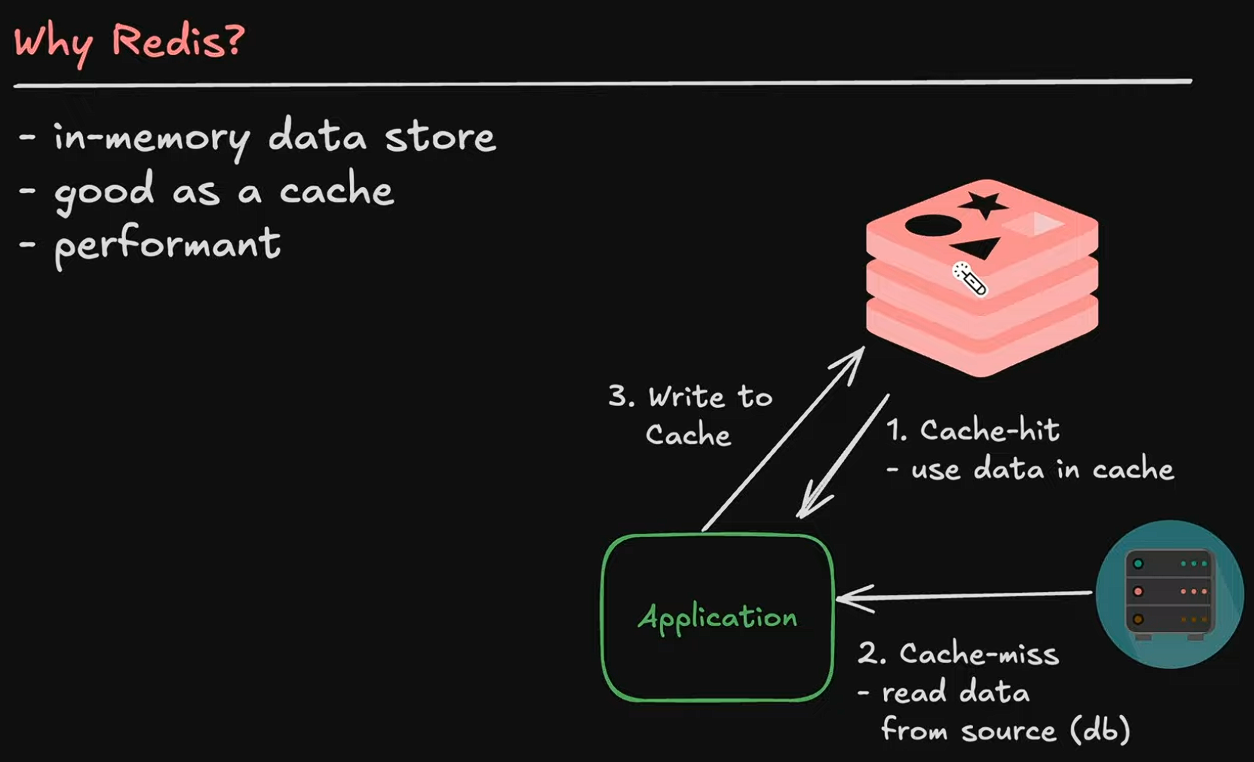 Why Redis?
- in-memory data store
- good as a cache
- performant
3. Write to
Cache
1. Cache-hit
- use data in cache
Application
2. Cache-miss
- read data
from source (db)